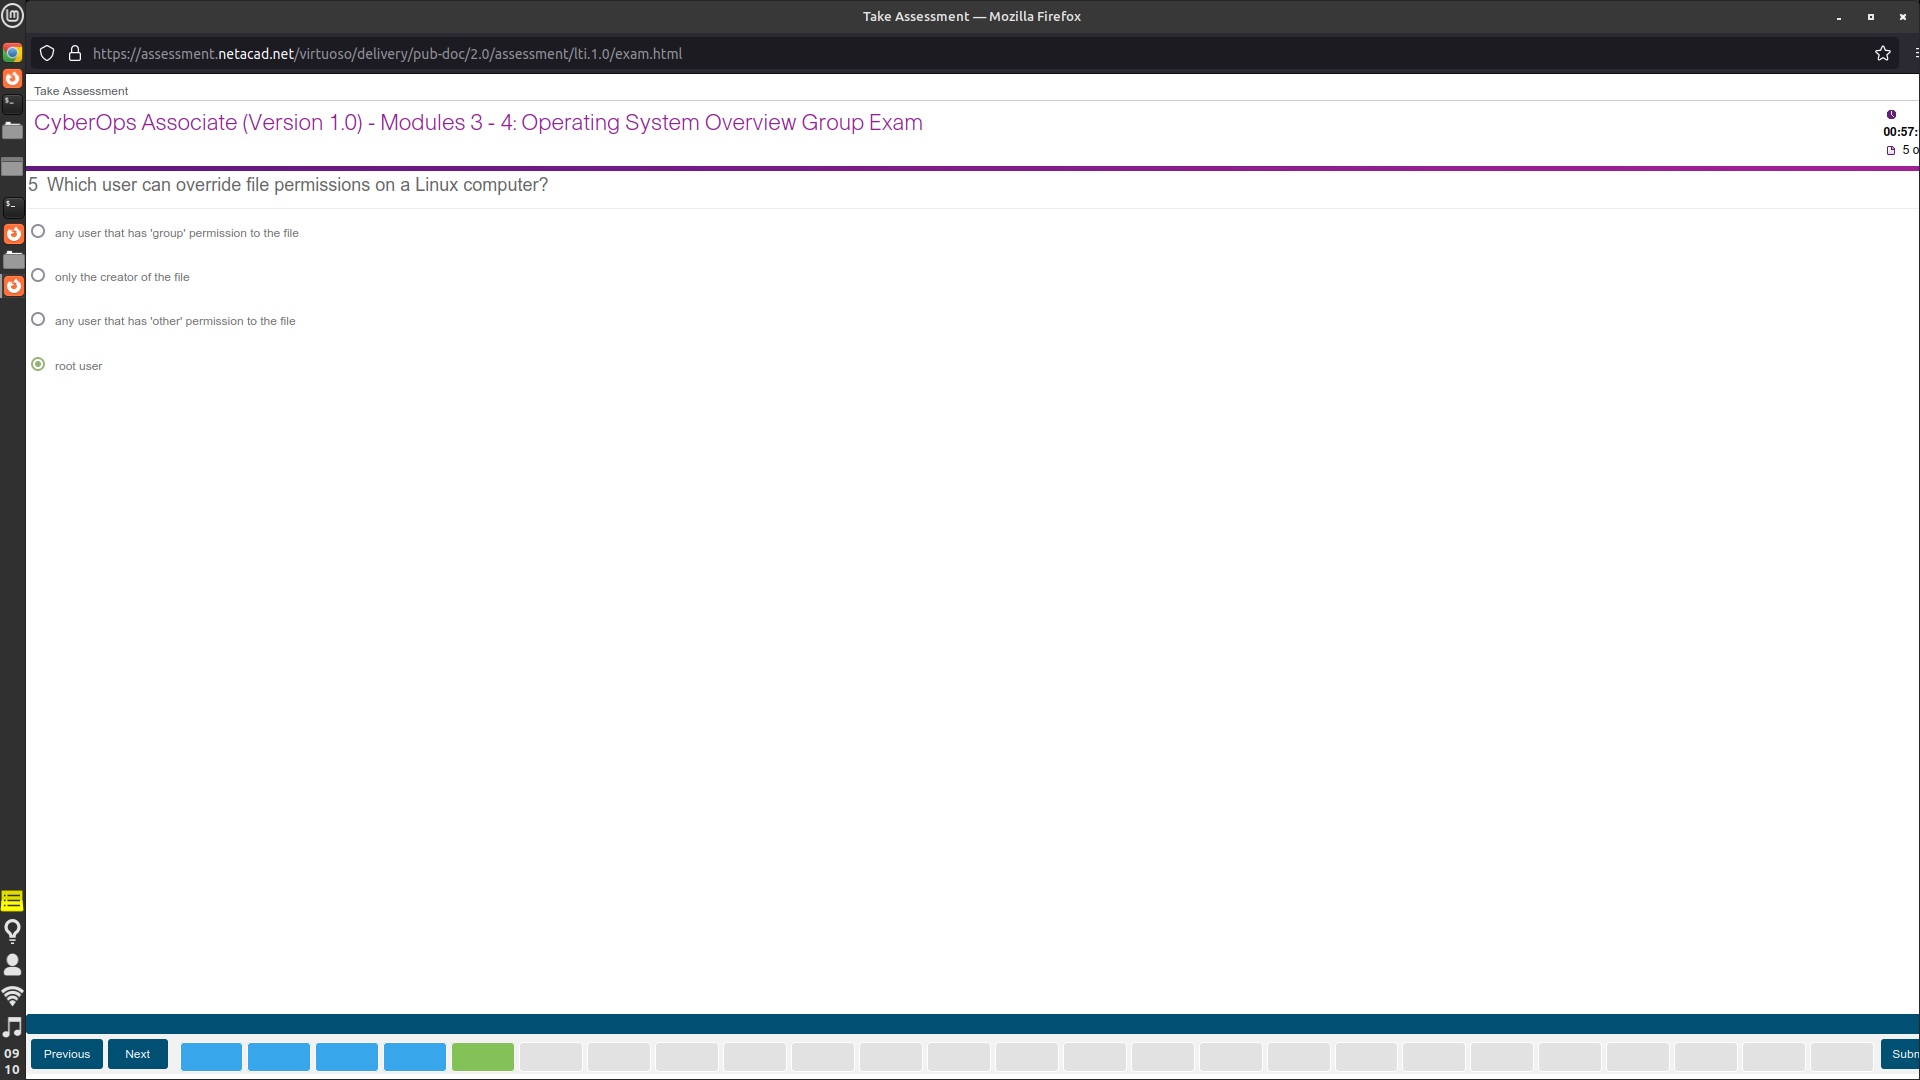 Take Assessment — Mozilla Firefox
https://assessment.netacad.net/virtuoso/delivery/pub-doc/2.0/assessment/lti.1.0/exam.html
Take Assessment
CyberOps Associate (Version 1.0) - Modules 3 - 4: Operating System Overview Group Exam
00:57:
5 o
5 Which user can override file permissions on a Linux computer?
any user that has 'group' permission to the file
only the creator of the file
any user that has 'other' permission to the file
root user
Previous
Next
Subm
09
10